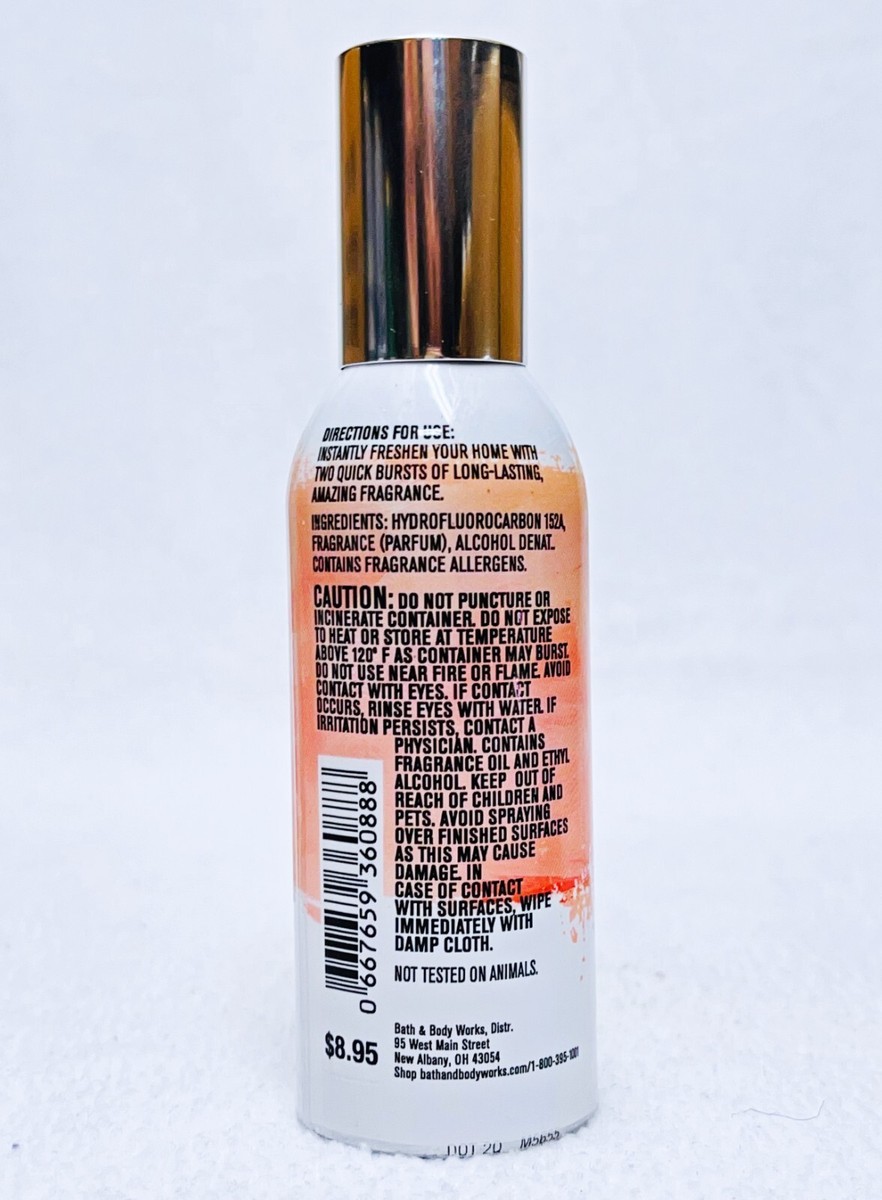 DIRECTIONS FOR USE:
INSTANTLY FRESHEN YOUR HOME WITH
TWO QUICK BURSTS OF LONG-LASTING,
AMAZING FRAGRANCE.
INGREDIENTS: HYDROFLUOROCARBON 152A,
FRAGRANCE (PARFUM), ALCOHOL DENAT.
CONTAINS FRAGRANCE ALLERGENS.
CAUTION: DO NOT PUNCTURE OR
INCINERATE CONTAINER. DO NOT EXPOSE
TO HEAT OR STORE AT TEMPERATURE
ABOVE 120° F AS CONTAINER MAY BURST.
DO NOT USE NEAR FIRE OR FLAME. AVOID
CONTACT WITH EYES. IF CONTACT
OCCURS, RINSE EYES WITH WATER. IF
IRRITATION PERSISTS, CONTACT A
PHYSICIAN. CONTAINS
FRAGRANCE OIL AND ETHYL
ALCOHOL. KEEP OUT OF
REACH OF CHILDREN AND
PETS. AVOID SPRAYING
OVER FINISHED SURFACES
AS THIS MAY CAUSE
DAMAGE. IN
CASE OF CONTACT
WITH SURFACES, WIPE
IMMEDIATELY WITH
DAMP CLOTH.
NOT TESTED ON ANIMALS.
0 667659 360888
$8.95
Bath & Body Works, Distr.
95 West Main Street
New Albany, OH 43054
Shop bathandbodyworks.com/1-800-395-1001